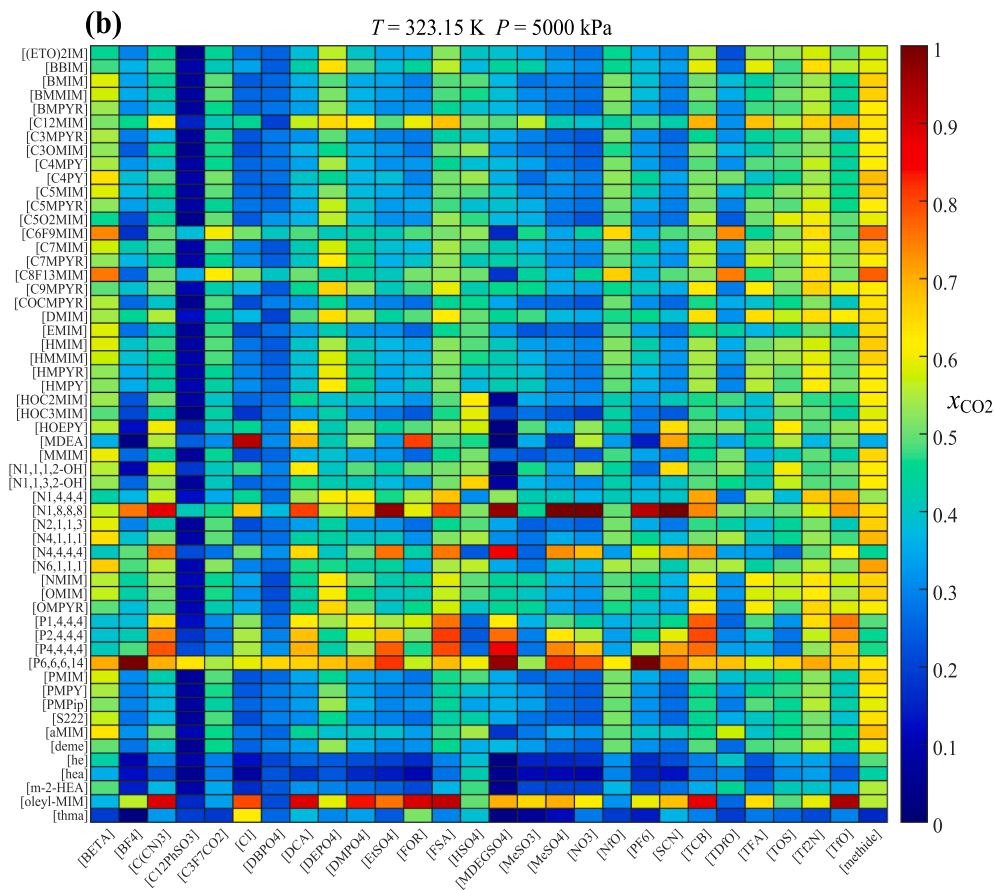 (b)
T = 323.15 K P = 5000 kPa
[(ETO)2IM]
[BBIM]
[BMIM]
[BMMIM]
[BMPYR]
[C12MIM]
[C3MPYR]
[C3OMIM]
[C4MPY]
[C4PY]
[C5MIM]
[C5MPYR]
[C5O2MIM]
[C6F9MIM]
[C7MIM]
[C7MPYR]
[C8F13MIM]
[C9MPYR]
[COCMPYR]
[DMIM]
[EMIM]
[HMIM]
[HMMIM]
[HMPYR]
[HMPY]
[HOC2MIM]
[HOC3MIM]
[HOEPY]
[MDEA]
[MMIM]
[N1,1,1,2-OH]
[N1,1,3,2-OH]
[N1,4,4,4]
[N1,8,8,8]
[N2,1,1,3]
[N4,1,1,1]
[N4,4,4,4]
[N6,1,1,1]
[NMIM]
[OMIM]
[OMPYR]
[P1,4,4,4]
[P2,4,4,4]
[P4,4,4,4]
[P6,6,6,14]
[PMIM]
[PMPY]
[PMPip]
[S222]
[aMIM]
[deme]
[he]
[hea]
[m-2-HEA]
[oleyl-MIM]
[thma]
[BETA]
[BF4]
[C(CN)3]
[C12PhSO3]
[C3F7CO2]
[Cl]
[DBPO4]
[DCA]
[DEPO4]
[DMPO4]
[EtSO4]
[FOR]
[FSA]
[HSO4]
[MDEGSO4]
[MeSO3]
[MeSO4]
[NO3]
[NfO]
[PF6]
[SCN]
[TCB]
[TDfO]
[TFA]
[TOS]
[Tf2N]
[TfO]
[methide]
1
0.9
0.8
0.7
0.6
0.5
0.4
0.3
0.2
0.1
0
xCO2